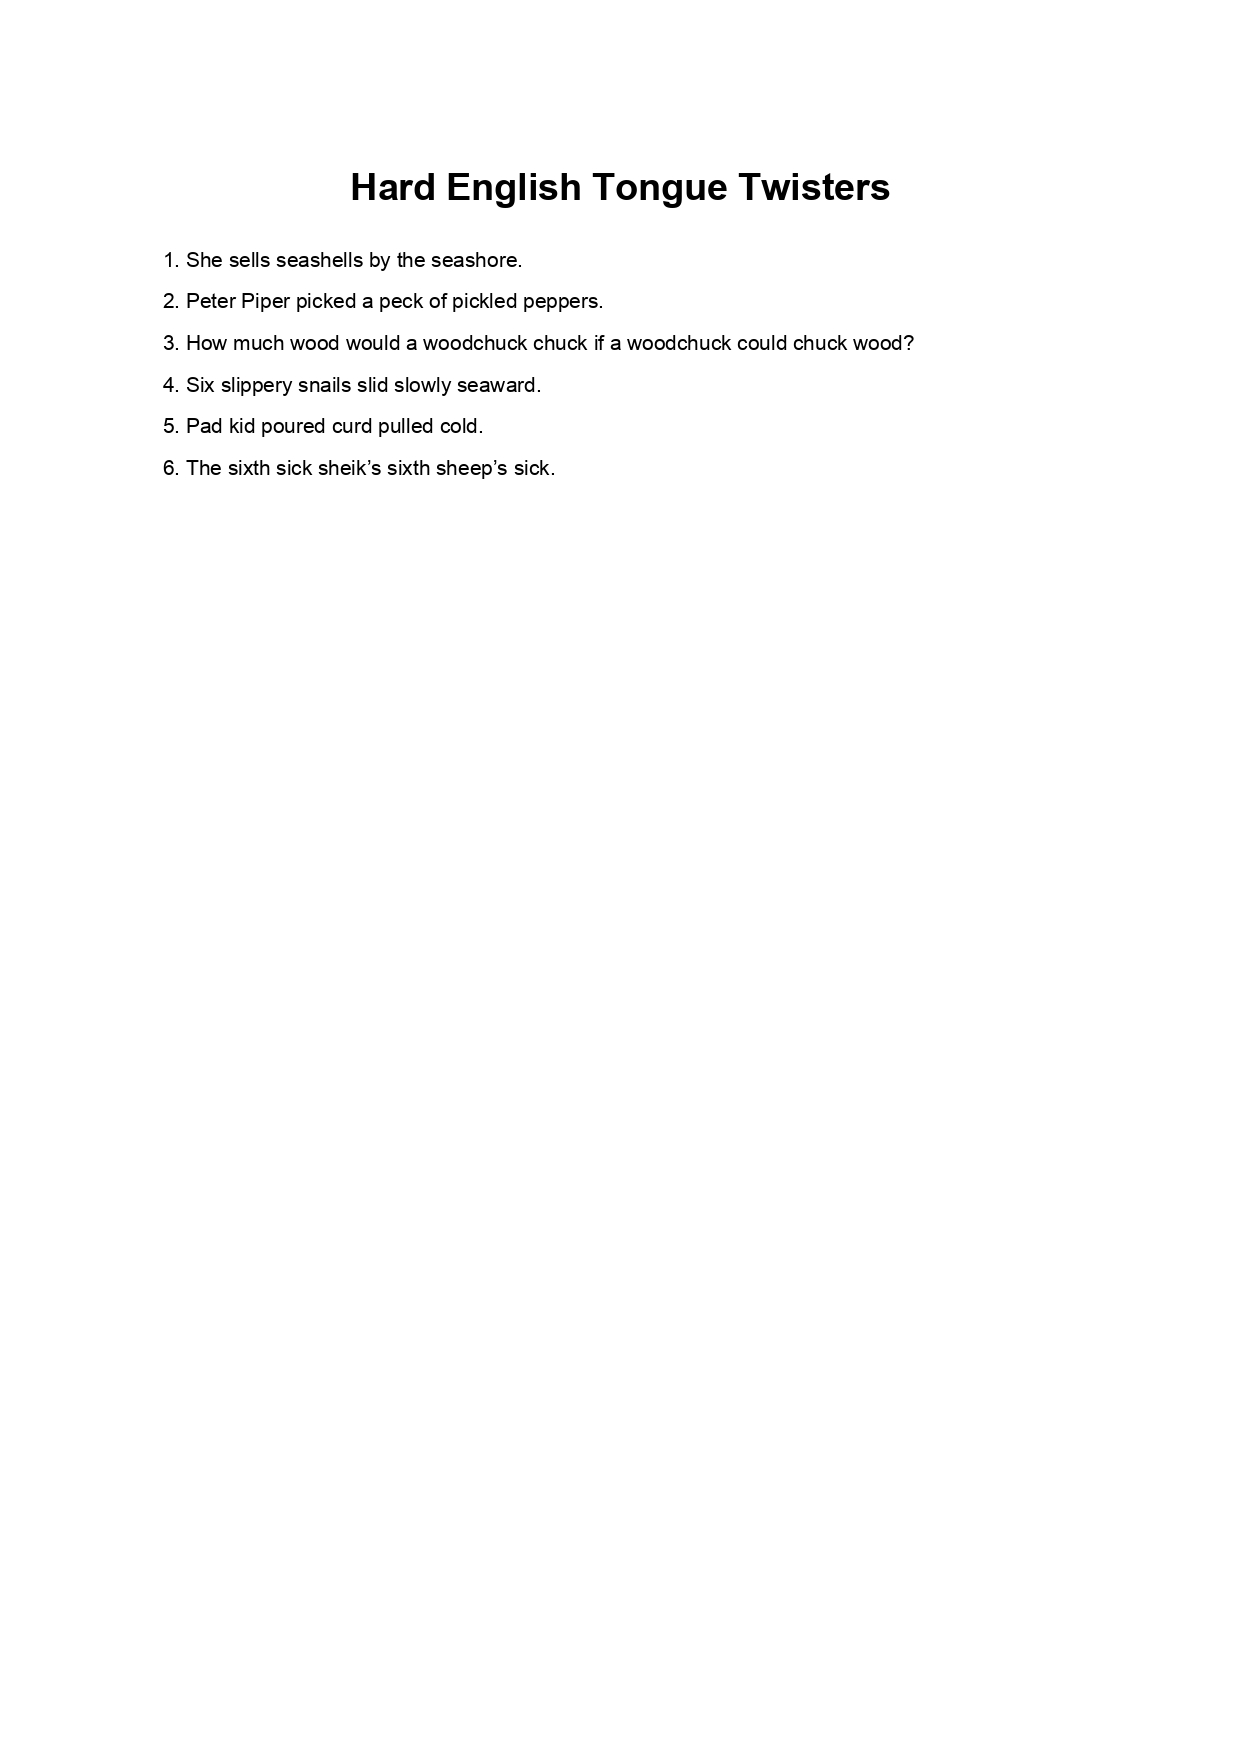 Hard English Tongue Twisters
1. She sells seashells by the seashore.
2. Peter Piper picked a peck of pickled peppers.
3. How much wood would a woodchuck chuck if a woodchuck could chuck wood?
4. Six slippery snails slid slowly seaward.
5. Pad kid poured curd pulled cold.
6. The sixth sick sheik’s sixth sheep’s sick.